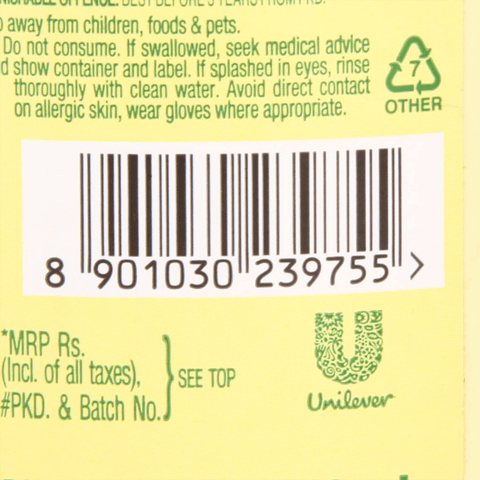 away from children, foods & pets.
Do not consume. If swallowed, seek medical advice
show container and label. If splashed in eyes, rinse
thoroughly with clean water. Avoid direct contact
on allergic skin, wear gloves where appropriate.
7
OTHER
8 901030 239755 >
*MRP Rs.
(Incl. of all taxes),
#PKD. & Batch No.
SEE TOP
Unilever